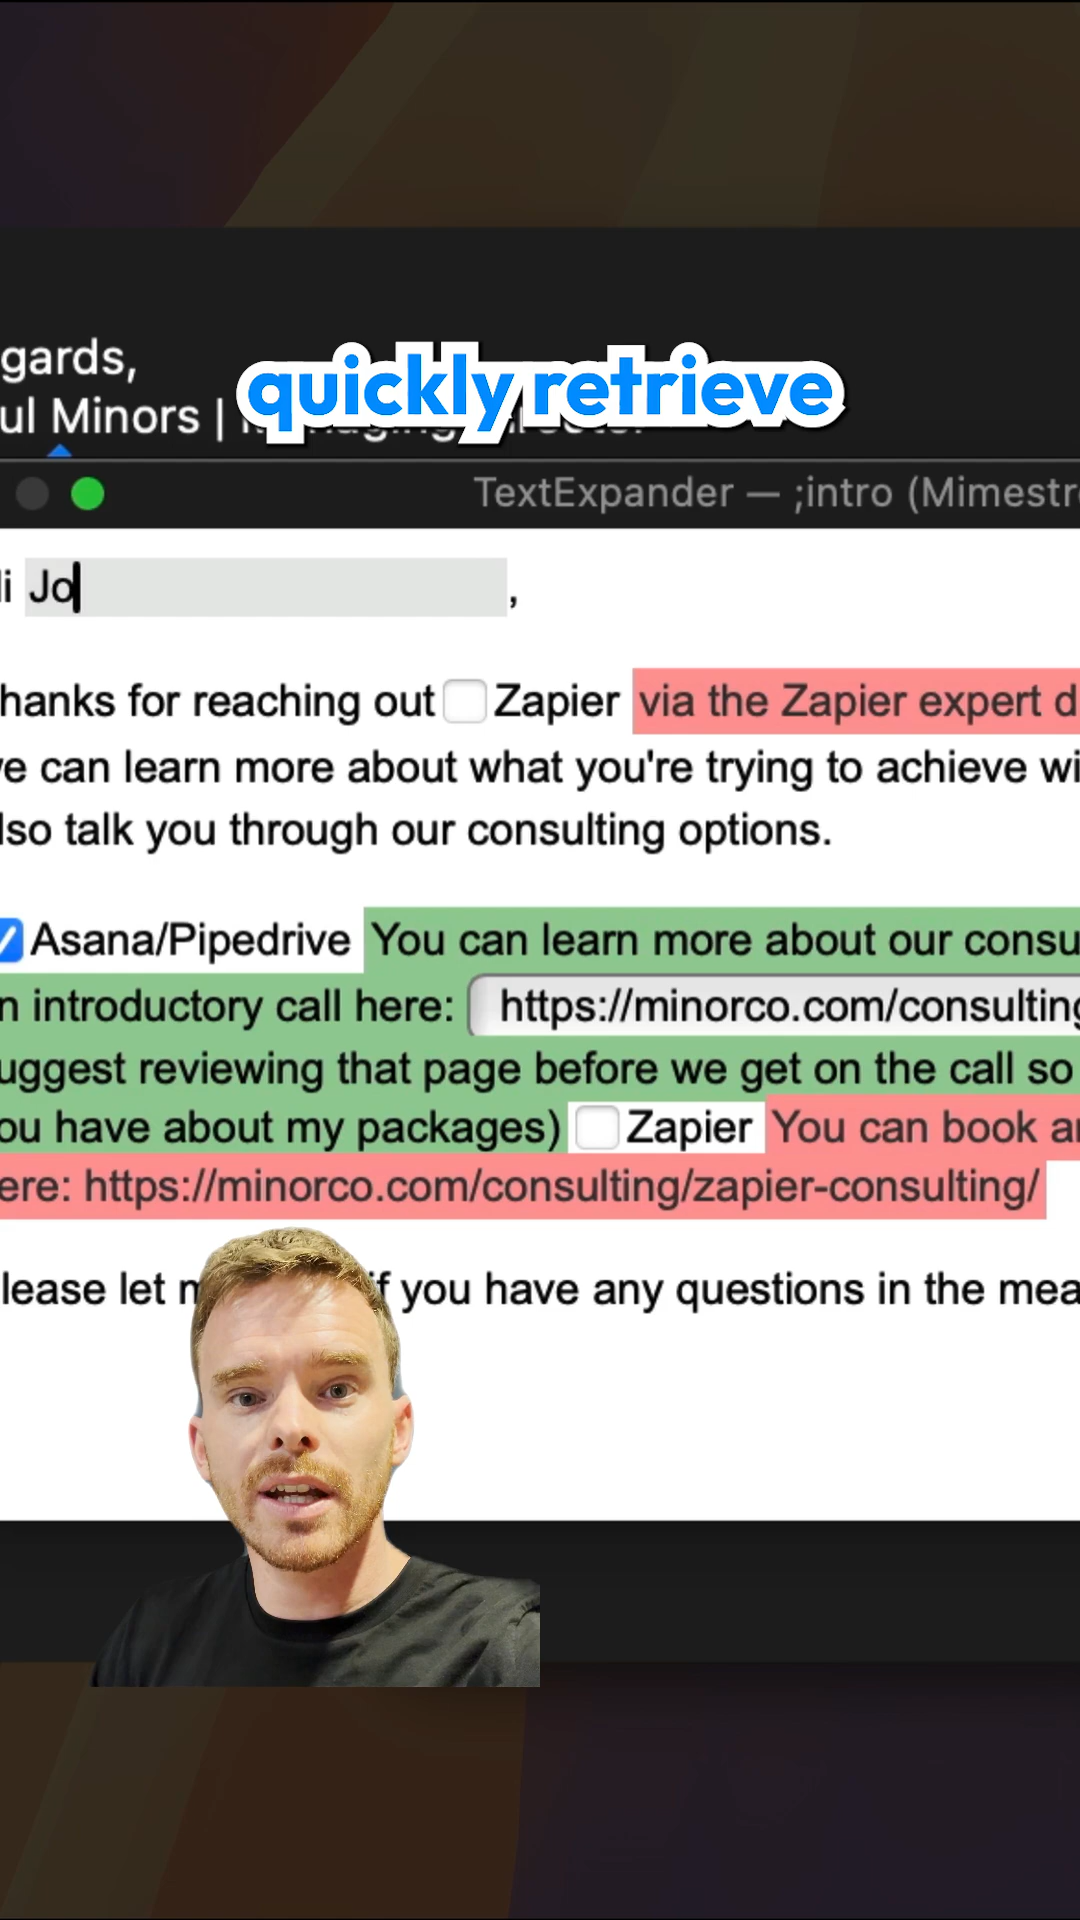 gards,
quickly retrieve
ul Minors |
TextExpander — ;intro (Mimestr
i Jo ,
hanks for reaching out Zapier via the Zapier expert d
e can learn more about what you're trying to achieve wi
lso talk you through our consulting options.
Asana/Pipedrive You can learn more about our consu
n introductory call here: https://minorco.com/consulting
uggest reviewing that page before we get on the call so
ou have about my packages) Zapier You can book a
ere: https://minorco.com/consulting/zapier-consulting/
lease let m if you have any questions in the mea